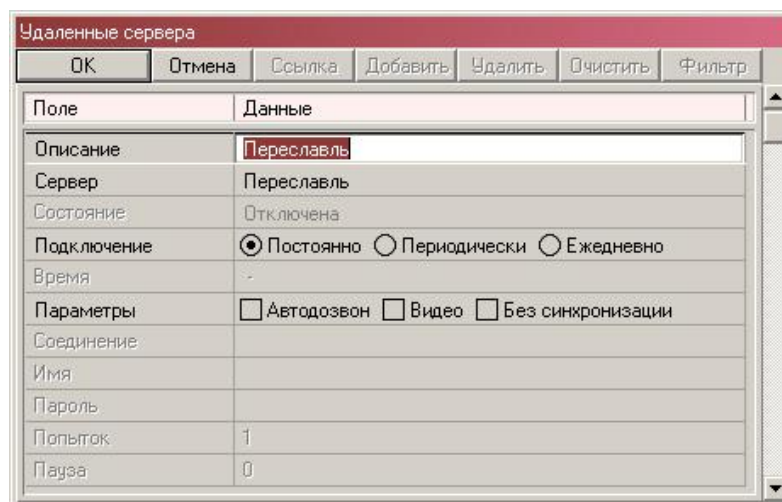 Удаленные сервера
ОК Отмена Ссылка Добавить Удалить Очистить Фильтр
Поле Данные
Описание Переславль
Сервер Переславль
Состояние Отключена
Подключение Постоянно Периодически Ежедневно
Время -
Параметры Автодозвон Видео Без синхронизации
Соединение
Имя
Пароль
Попыток 1
Пауза 0